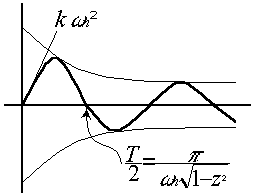 k ωn²
T/2 = π/(ωn√1-z²)